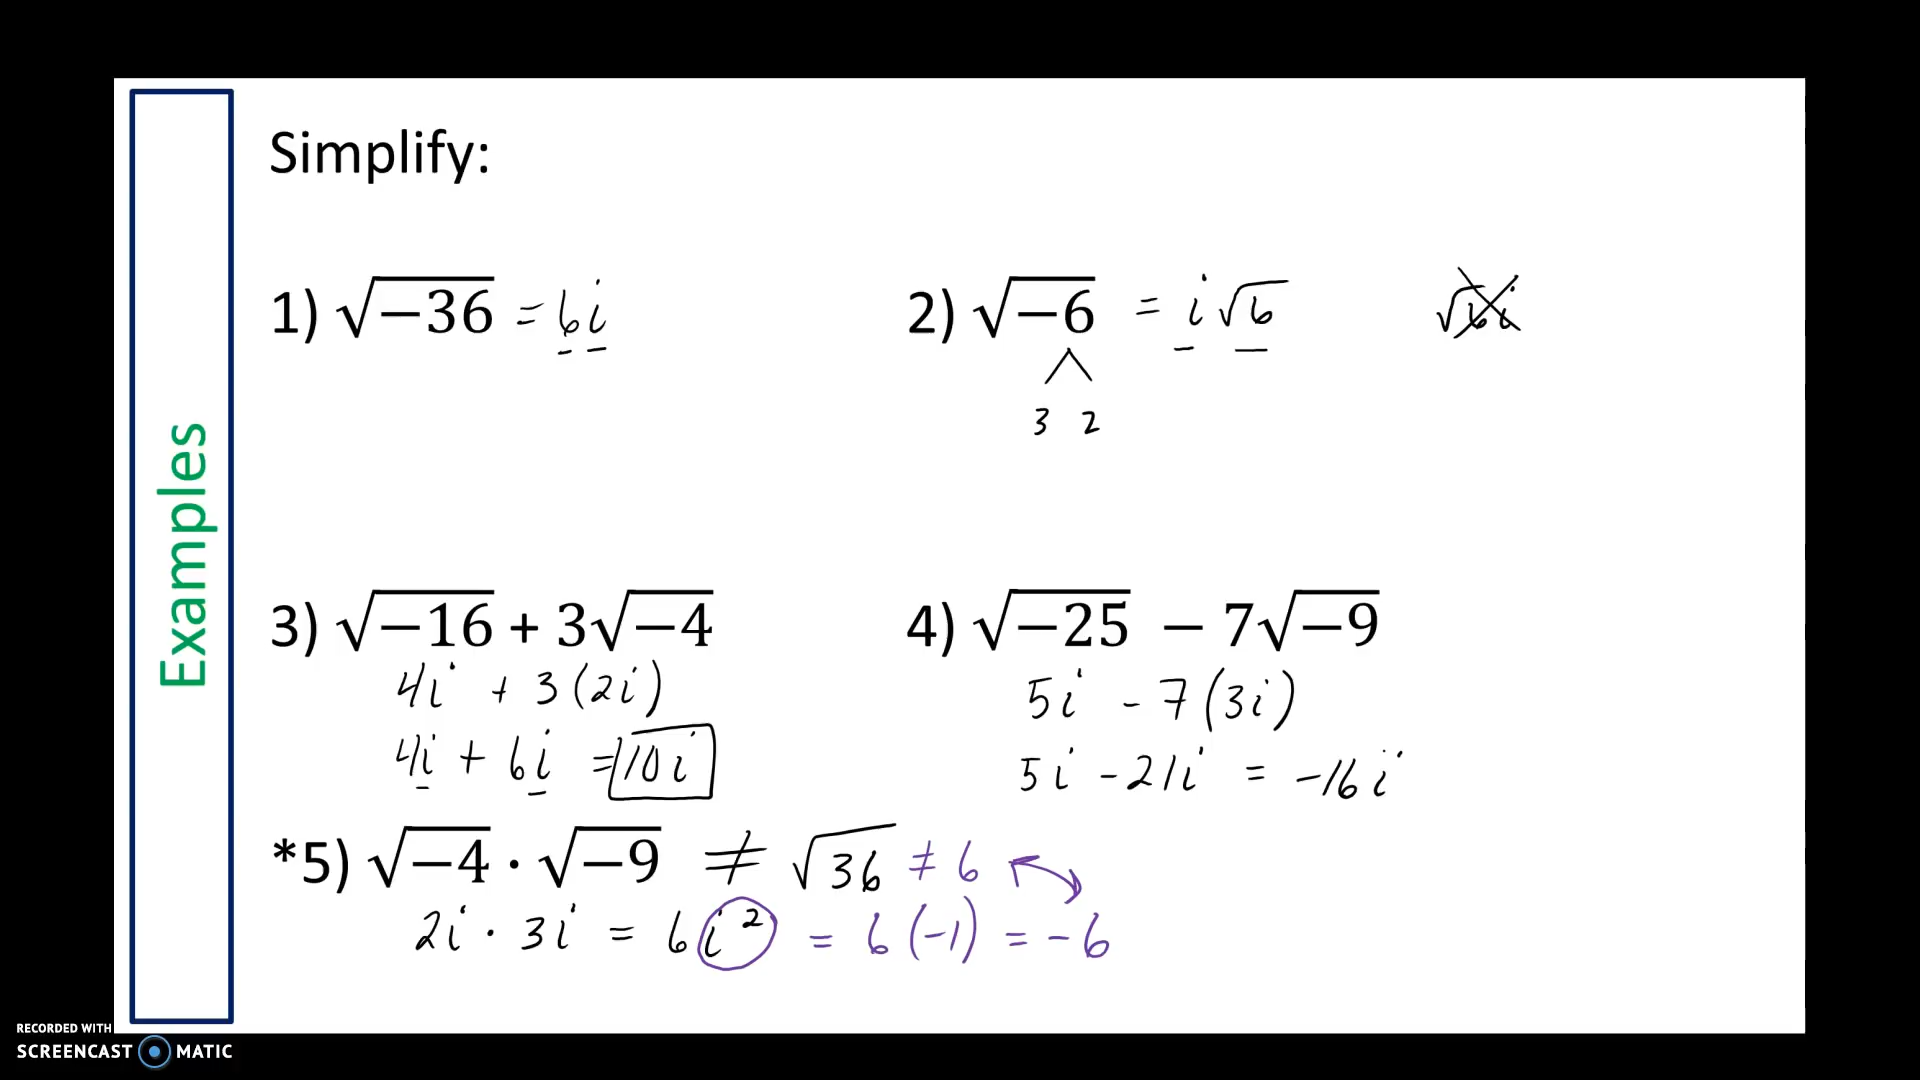 Examples
Simplify:
1) √−36 = 6i
2) √−6 = i√6 √6i
3 2
3) √−16 + 3√−4
4i + 3(2i)
4i + 6i = 10i
4) √−25 − 7√−9
5i - 7(3i)
5i - 21i = -16i
*5) √−4 · √−9 ≠ √36 ≠ 6
2i · 3i = 6i² = 6(-1) = -6
RECORDED WITH
SCREENCAST MATIC